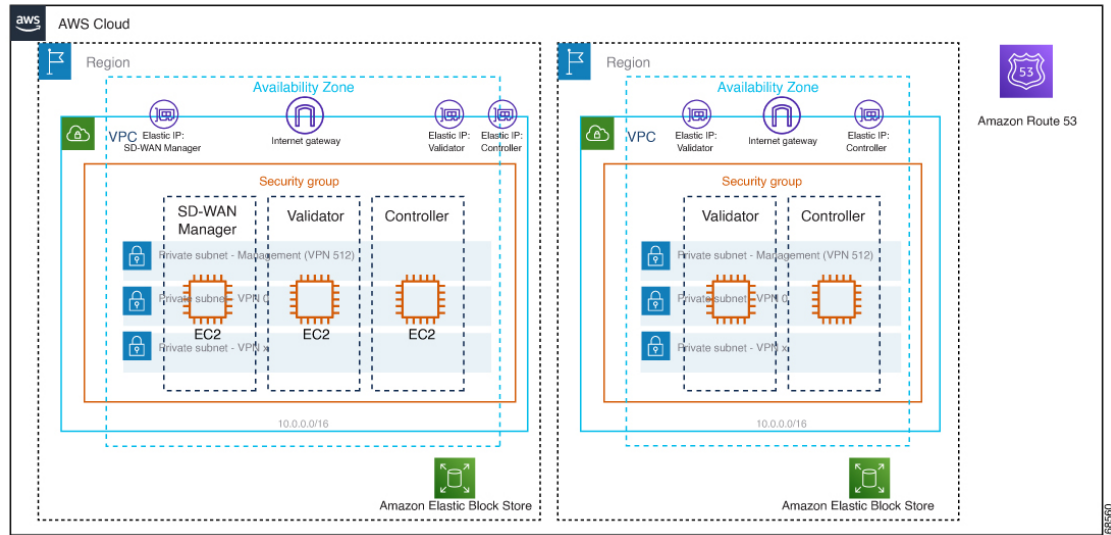 aws
AWS Cloud
Region
Availability Zone
VPC
Elastic IP:
SD-WAN Manager
Internet gateway
Elastic IP:
Validator
Elastic IP:
Controller
Security group
SD-WAN
Manager
Validator
Controller
Private subnet - Management (VPN 512)
Private subnet - VPN 0
EC2
EC2
EC2
Private subnet - VPN x
10.0.0.0/16
Amazon Elastic Block Store
Region
Availability Zone
VPC
Elastic IP:
Validator
Internet gateway
Elastic IP:
Controller
Security group
Validator
Controller
Private subnet - Management (VPN 512)
Private subnet - VPN 0
Private subnet - VPN x
10.0.0.0/16
Amazon Elastic Block Store
53
Amazon Route 53